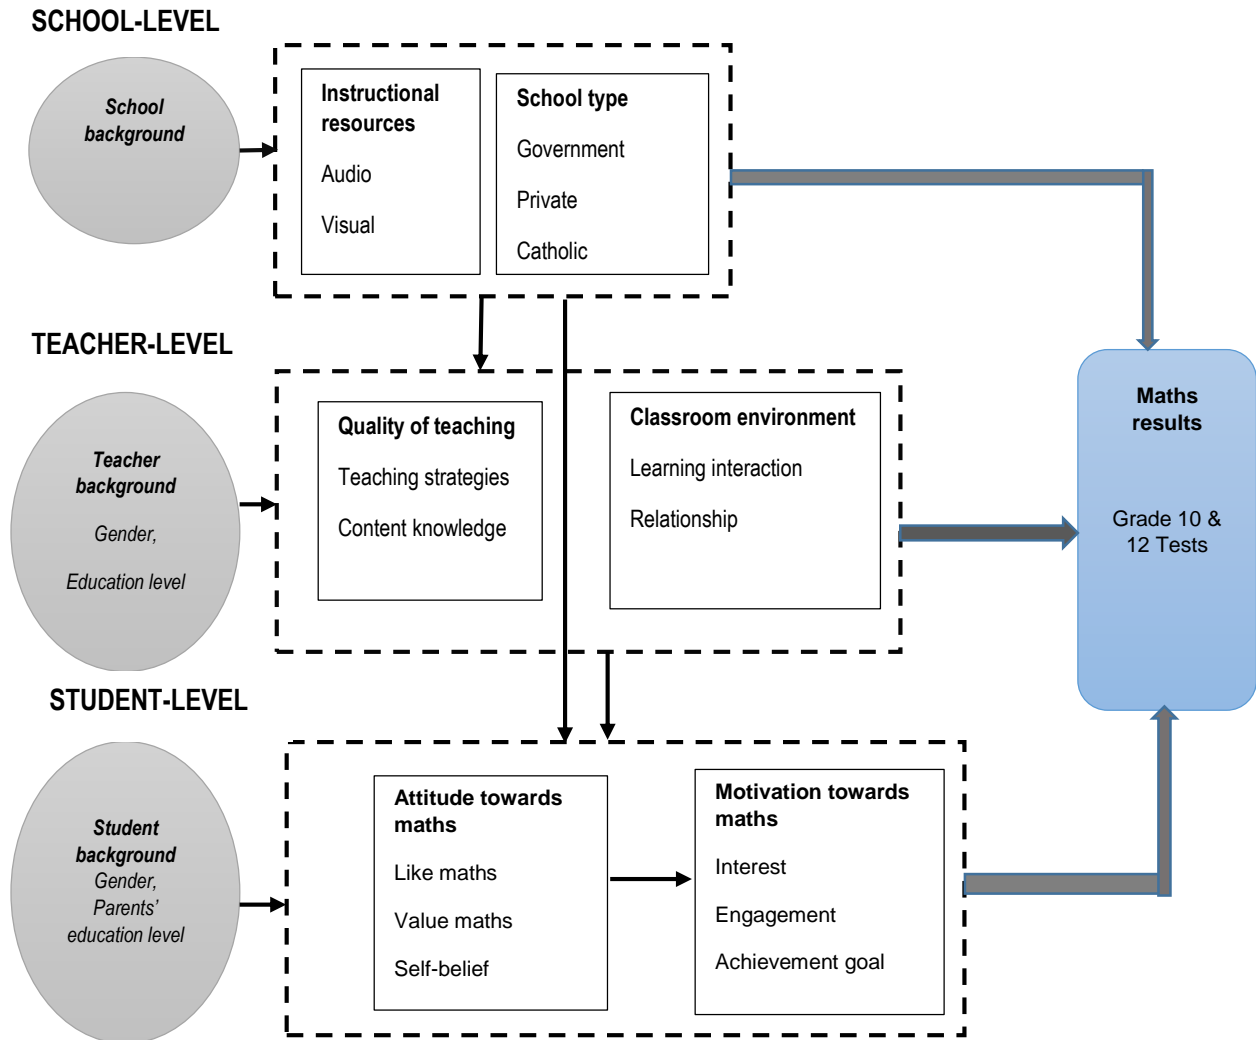 SCHOOL-LEVEL
School
background
Instructional
resources
Audio
Visual
School type
Government
Private
Catholic
TEACHER-LEVEL
Teacher
background
Gender,
Education level
Quality of teaching
Teaching strategies
Content knowledge
Classroom environment
Learning interaction
Relationship
Maths
results
Grade 10 &
12 Tests
STUDENT-LEVEL
Student
background
Gender,
Parents'
education level
Attitude towards
maths
Like maths
Value maths
Self-belief
Motivation towards
maths
Interest
Engagement
Achievement goal